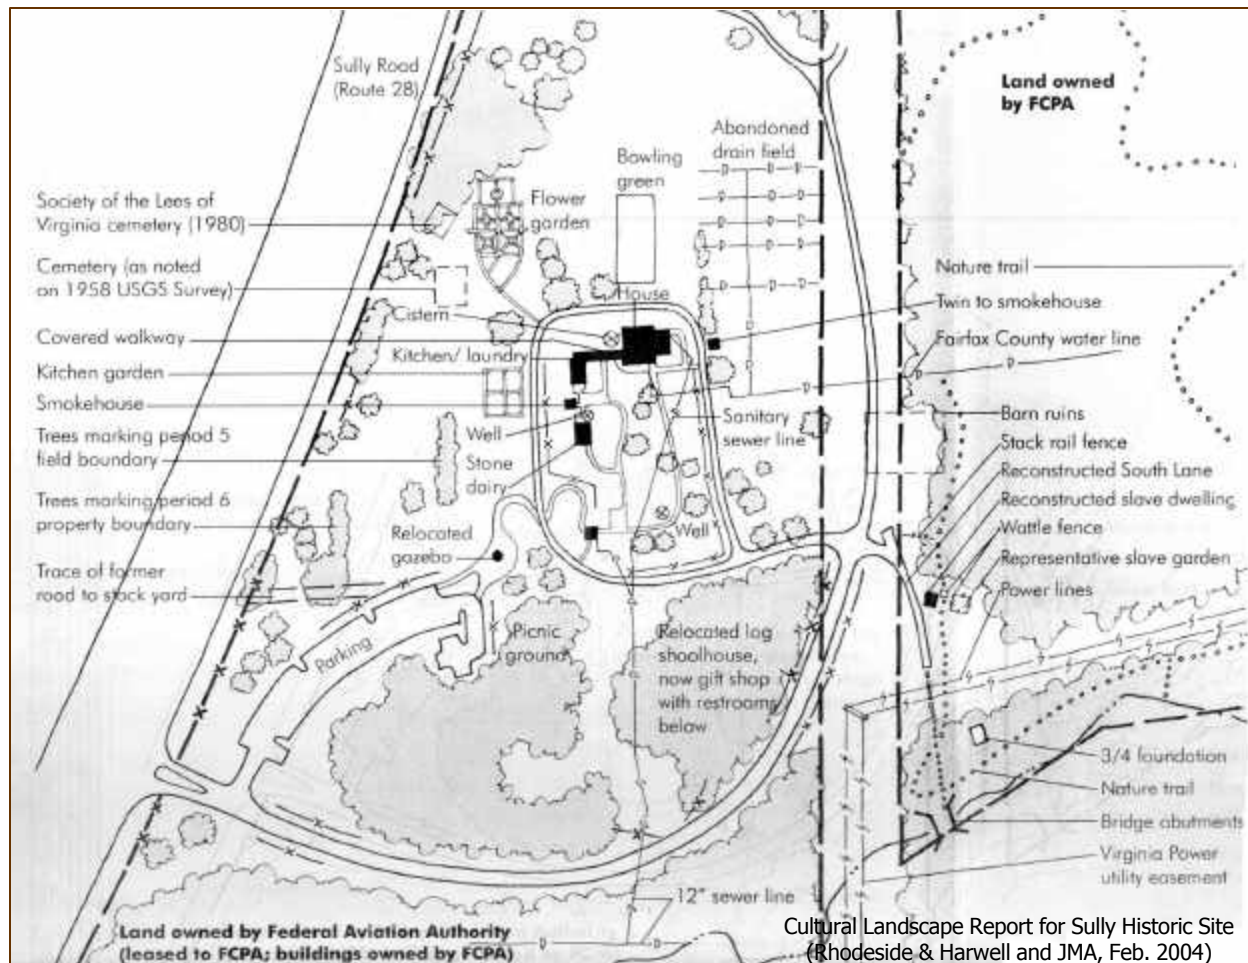 Sully Road
(Route 28)
Land owned
by FCPA
Abandoned
drain field
Bowling
green
Flower
garden
Society of the Lees of
Virginia cemetery (1980)
Cemetery (as noted
on 1958 USGS Survey)
Nature trail
House
Twin to smokehouse
Cistern
Covered walkway
Fairfax County water line
Kitchen/ laundry
Kitchen garden
Smokehouse
Sanitary
sewer line
Barn ruins
Trees marking period 5
field boundary
Well
Stone
dairy
Stack rail fence
Reconstructed South Lane
Trees marking period 6
property boundary
Reconstructed slave dwelling
Relocated
gazebo
Well
Wattle fence
Representative slave garden
Trace of former
road to stock yard
Power lines
Parking
Picnic
ground
Relocated log
shoolhouse,
now gift shop
with restrooms
below
3/4 foundation
Nature trail
Bridge abutments
Virginia Power
utility easement
12" sewer line
Land owned by Federal Aviation Authority
(leased to FCPA; buildings owned by FCPA)
Cultural Landscape Report for Sully Historic Site
(Rhodeside & Harwell and JMA, Feb. 2004)